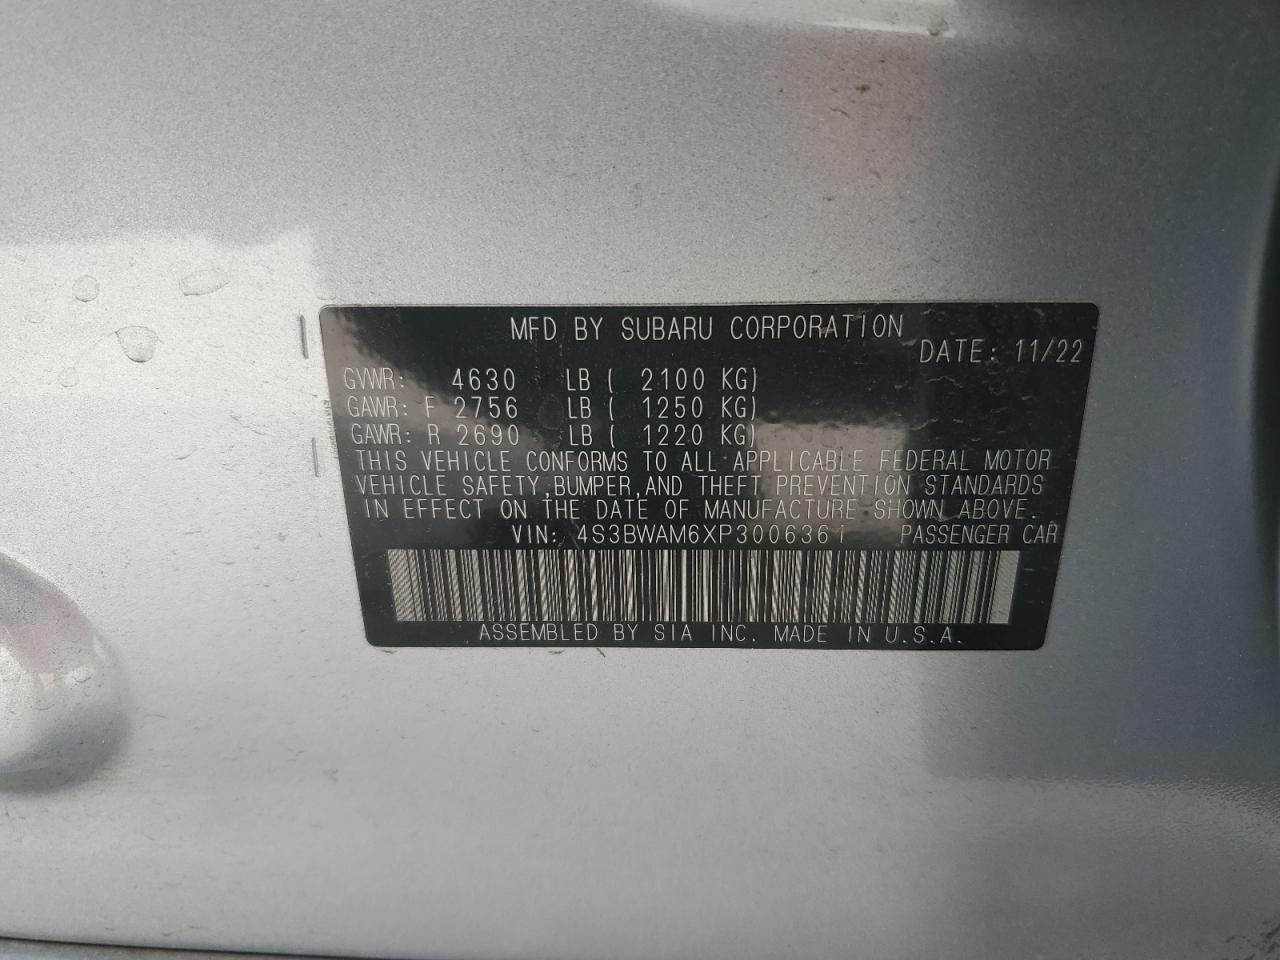 MFD BY SUBARU CORPORATION
DATE: 11/22
GVWR: 4630 LB ( 2100 KG)
GAWR: F 2756 LB ( 1250 KG)
GAWR: R 2690 LB ( 1220 KG)
THIS VEHICLE CONFORMS TO ALL APPLICABLE FEDERAL MOTOR
VEHICLE SAFETY,BUMPER,AND THEFT PREVENTION STANDARDS
IN EFFECT ON THE DATE OF MANUFACTURE SHOWN ABOVE.
VIN: 4S3BWAM6XP3006361 PASSENGER CAR
ASSEMBLED BY SIA INC. MADE IN U.S.A.